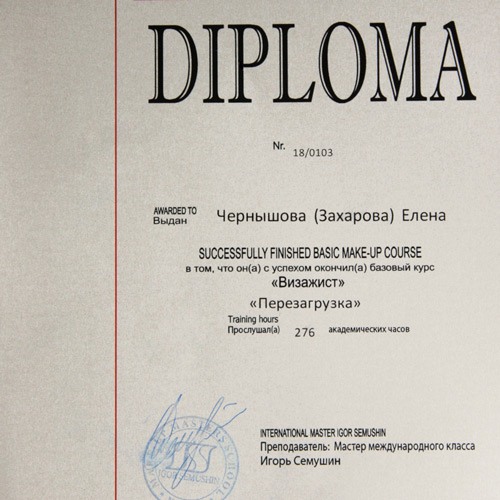 DIPLOMA
Nr. 18/0103
AWARDED TO
Выдан Чернышова (Захарова) Елена
SUCCESSFULLY FINISHED BASIC MAKE-UP COURSE
в том, что он(а) с успехом окончил(а) базовый курс
«Визажист»
«Перезагрузка»
Training hours
Прослушал(а) 276 академических часов
INTERNATIONAL MASTER IGOR SEMUSHIN
Преподаватель: Мастер международного класса
Игорь Семушин
IGOR SEMUSHIN